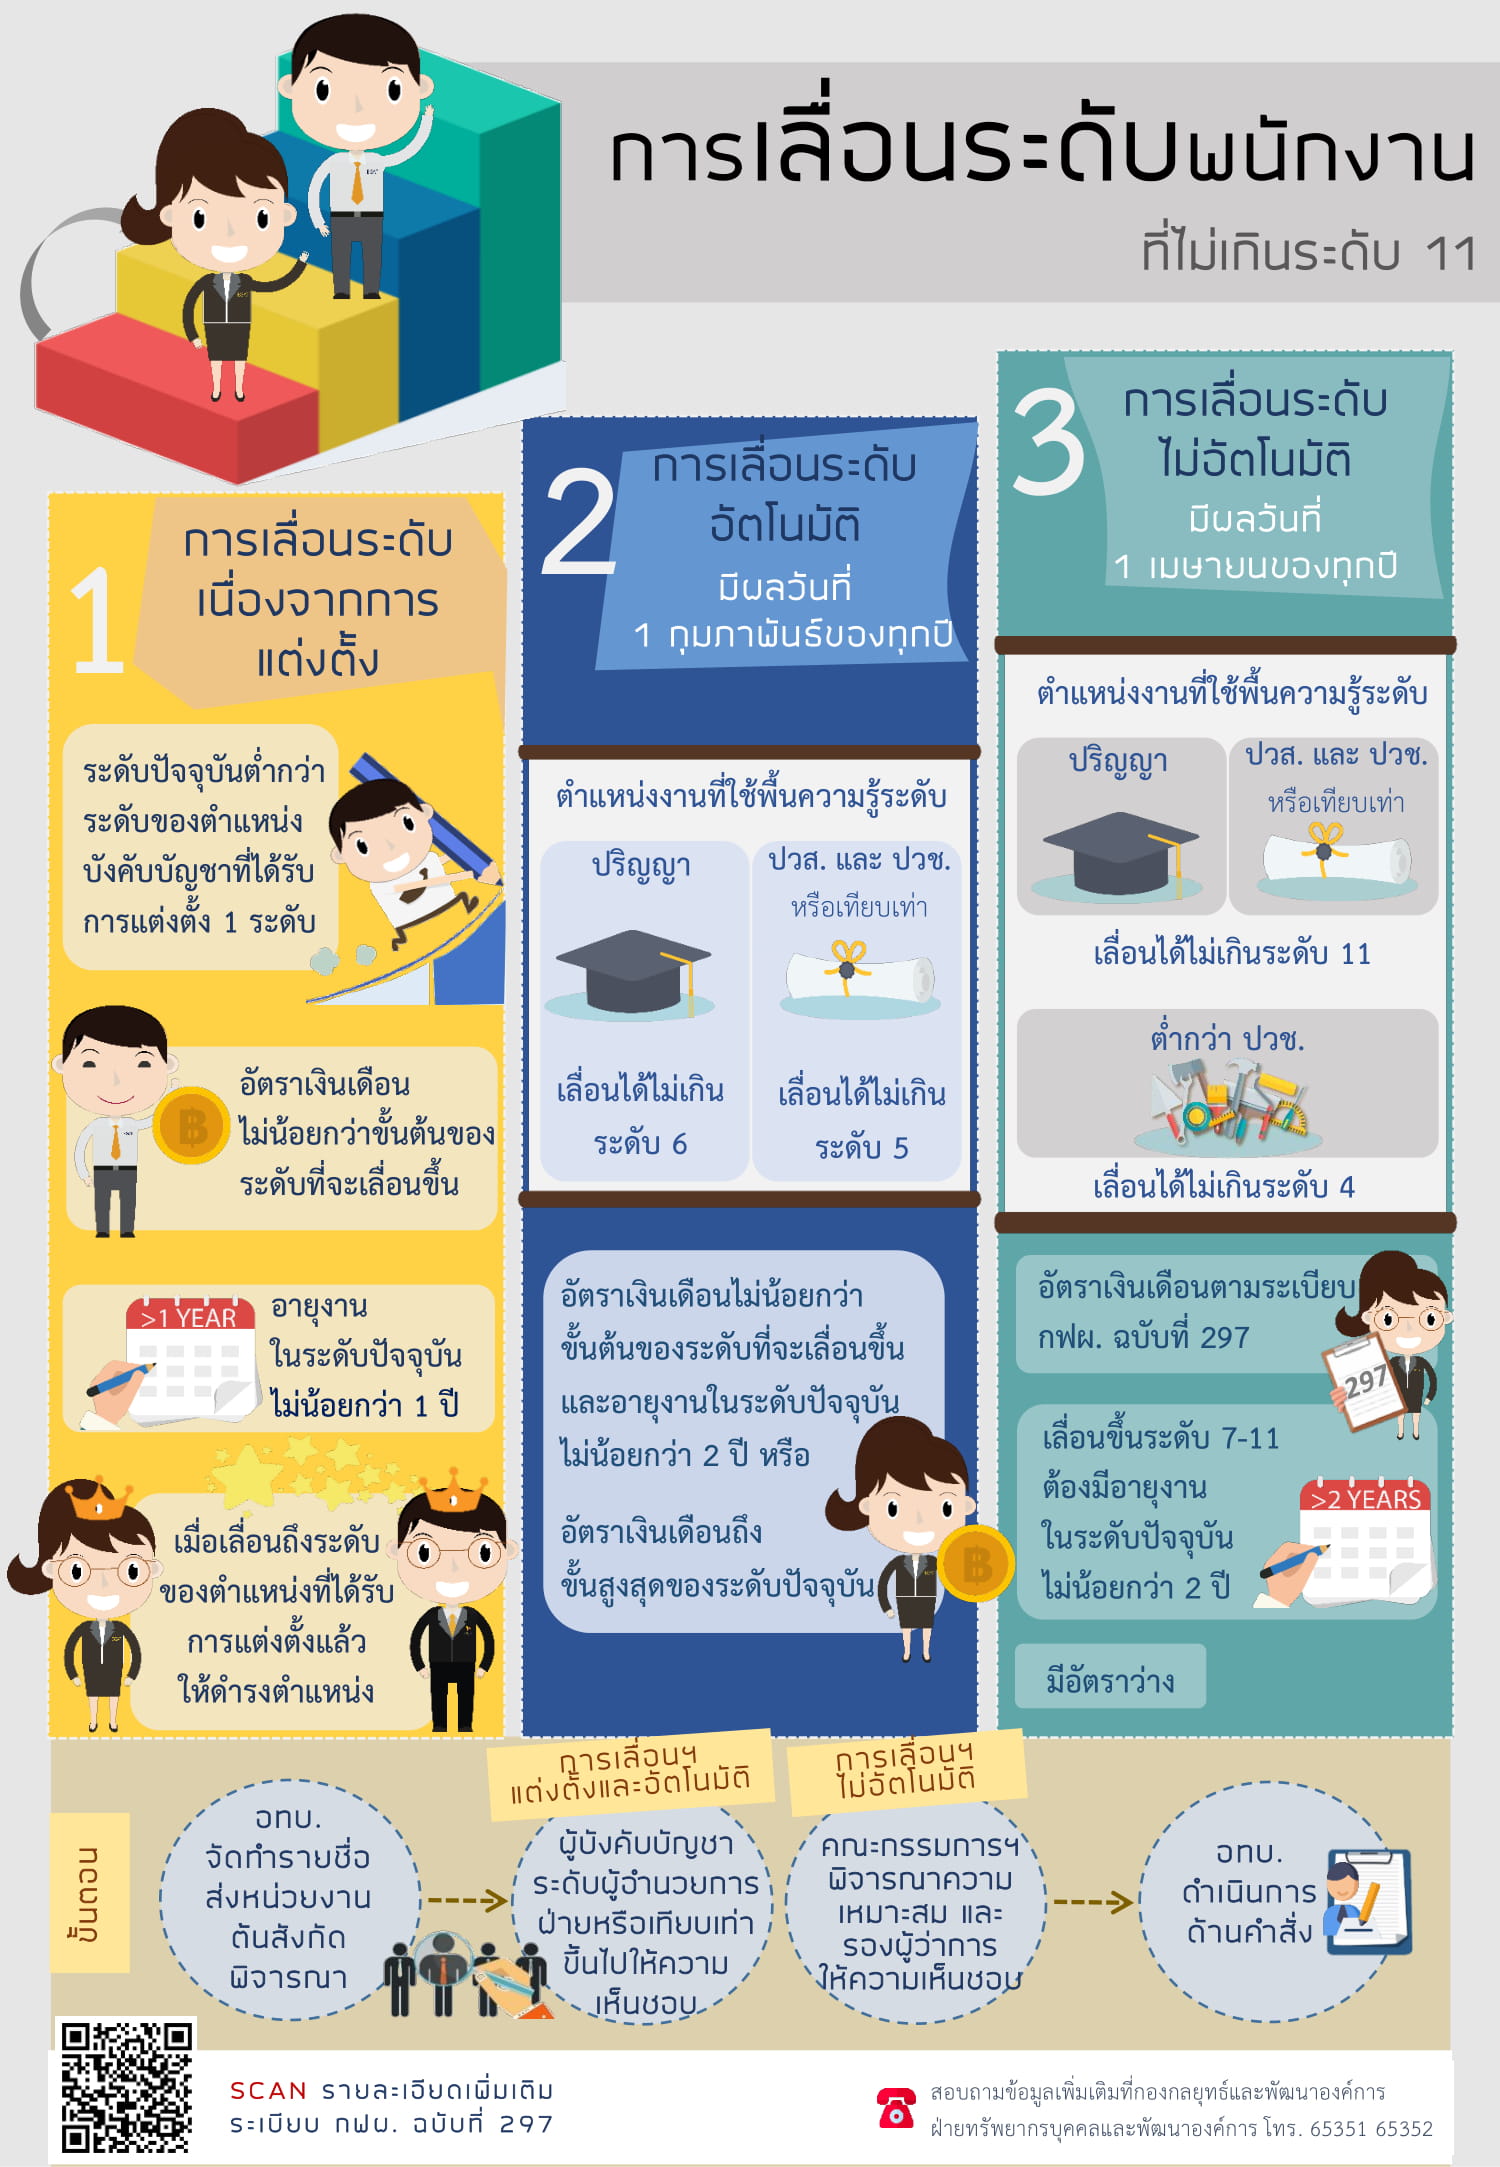 การเลื่อนระดับพนักงาน
ที่ไม่เกินระดับ 11
1
การเลื่อนระดับ
เนื่องจากการ
แต่งตั้ง
ระดับปัจจุบันต่ำกว่า
ระดับของตำแหน่ง
บังคับบัญชาที่ได้รับ
การแต่งตั้ง 1 ระดับ
อัตราเงินเดือน
ไม่น้อยกว่าขั้นต้นของ
ระดับที่จะเลื่อนขึ้น
>1 YEAR
อายุงาน
ในระดับปัจจุบัน
ไม่น้อยกว่า 1 ปี
เมื่อเลื่อนถึงระดับ
ของตำแหน่งที่ได้รับ
การแต่งตั้งแล้ว
ให้ดำรงตำแหน่ง
2
การเลื่อนระดับ
อัตโนมัติ
มีผลวันที่
1 กุมภาพันธ์ของทุกปี
ตำแหน่งงานที่ใช้พื้นความรู้ระดับ
ปริญญา
เลื่อนได้ไม่เกิน
ระดับ 6
ปวส. และ ปวช.
หรือเทียบเท่า
เลื่อนได้ไม่เกิน
ระดับ 5
อัตราเงินเดือนไม่น้อยกว่า
ขั้นต้นของระดับที่จะเลื่อนขึ้น
และอายุงานในระดับปัจจุบัน
ไม่น้อยกว่า 2 ปี หรือ
อัตราเงินเดือนถึง
ขั้นสูงสุดของระดับปัจจุบัน
3
การเลื่อนระดับ
ไม่อัตโนมัติ
มีผลวันที่
1 เมษายนของทุกปี
ตำแหน่งงานที่ใช้พื้นความรู้ระดับ
ปริญญา
ปวส. และ ปวช.
หรือเทียบเท่า
เลื่อนได้ไม่เกินระดับ 11
ต่ำกว่า ปวช.
เลื่อนได้ไม่เกินระดับ 4
อัตราเงินเดือนตามระเบียบ
กฟผ. ฉบับที่ 297
297
เลื่อนขึ้นระดับ 7-11
ต้องมีอายุงาน
ในระดับปัจจุบัน
ไม่น้อยกว่า 2 ปี
>2 YEARS
มีอัตราว่าง
ขั้นตอน
อทบ.
จัดทำรายชื่อ
ส่งหน่วยงาน
ต้นสังกัด
พิจารณา
การเลื่อนฯ
แต่งตั้งและอัตโนมัติ
ผู้บังคับบัญชา
ระดับผู้อำนวยการ
ฝ่ายหรือเทียบเท่า
ขึ้นไปให้ความ
เห็นชอบ
การเลื่อนฯ
ไม่อัตโนมัติ
คณะกรรมการฯ
พิจารณาความ
เหมาะสม และ
รองผู้ว่าการ
ให้ความเห็นชอบ
อทบ.
ดำเนินการ
ด้านคำสั่ง
SCAN รายละเอียดเพิ่มเติม
ระเบียบ กฟผ. ฉบับที่ 297
สอบถามข้อมูลเพิ่มเติมที่กองกลยุทธ์และพัฒนาองค์การ
ฝ่ายทรัพยากรบุคคลและพัฒนาองค์การ โทร. 65351 65352